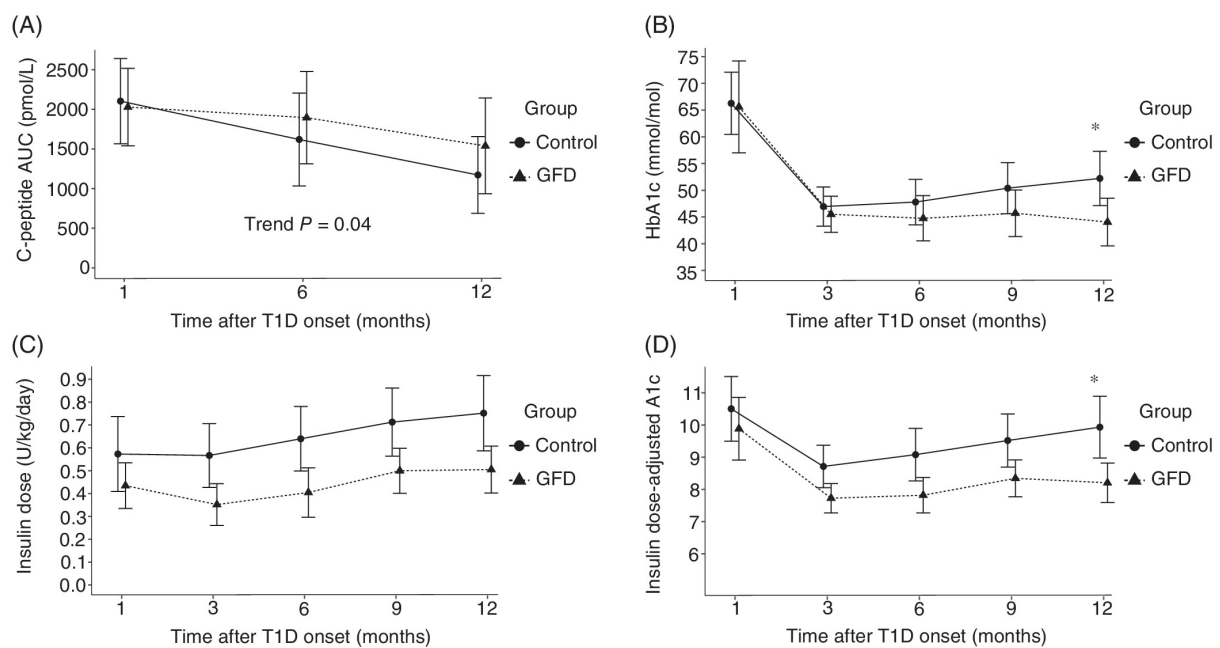 (A)
C-peptide AUC (pmol/L)
2500
2000
1500
1000
500
0
Trend P = 0.04
1 6 12
Time after T1D onset (months)
Group
Control
GFD
(B)
HbA1c (mmol/mol)
75
70
65
60
55
50
45
40
35
*
1 3 6 9 12
Time after T1D onset (months)
Group
Control
GFD
(C)
Insulin dose (U/kg/day)
0.9
0.8
0.7
0.6
0.5
0.4
0.3
0.2
0.1
0.0
1 3 6 9 12
Time after T1D onset (months)
Group
Control
GFD
(D)
Insulin dose-adjusted A1c
11
10
9
8
7
6
*
1 3 6 9 12
Time after T1D onset (months)
Group
Control
GFD